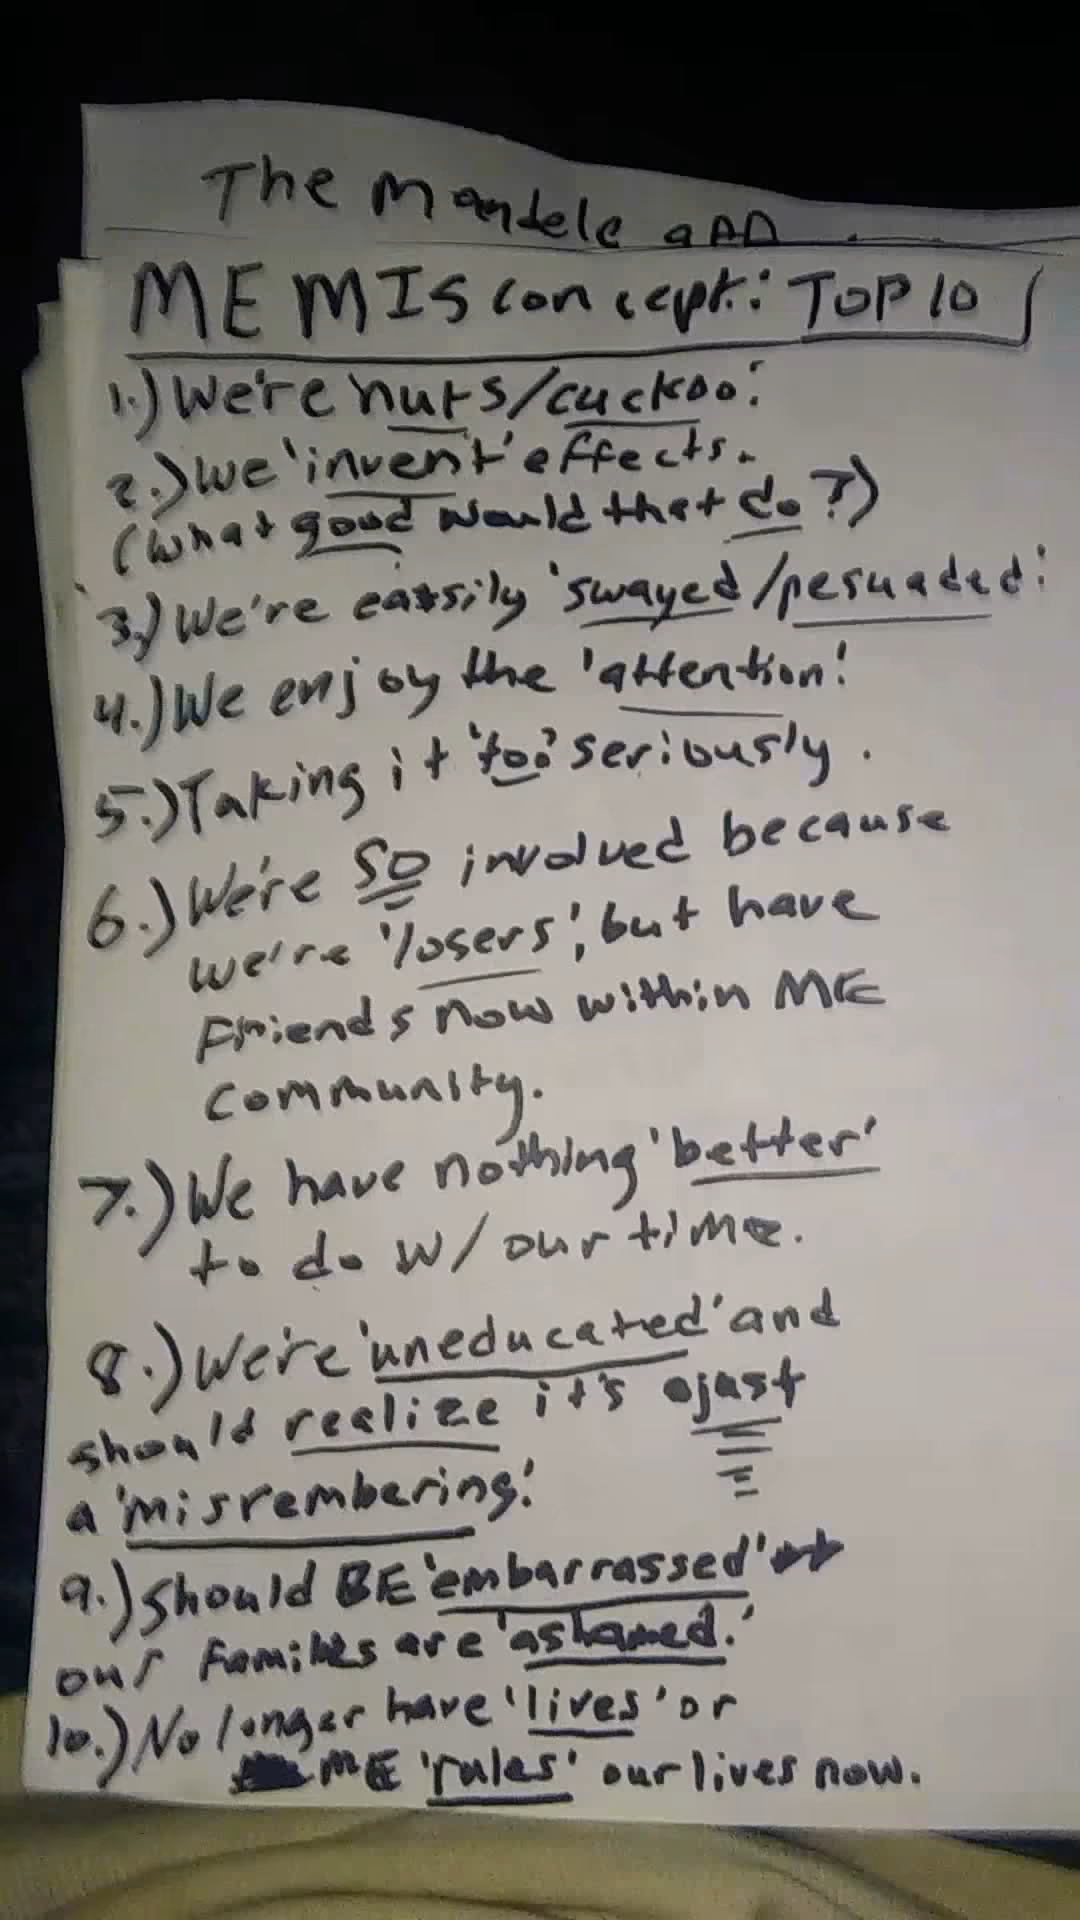 The Mandela
ME MIsconcept.: TOP 10
1.) We're nuts/cuckoo.'
2.) We 'invent' effects.
(What good would that do?)
3.) We're eassily 'swayed/pesuaded.'
4.) We enjoy the 'attention.'
5.) Taking it 'too' seriously.
6.) We're SO involved because
we're 'losers', but have
Friends now within ME
community.
7.) We have nothing 'better'
to do w/ our time.
8.) We're 'uneducated' and
should realize it's just
a 'misrembering.'
9.) Should BE 'embarrassed'
our Families are 'ashamed.'
10.) No longer have 'lives' or
ME 'rules' our lives now.